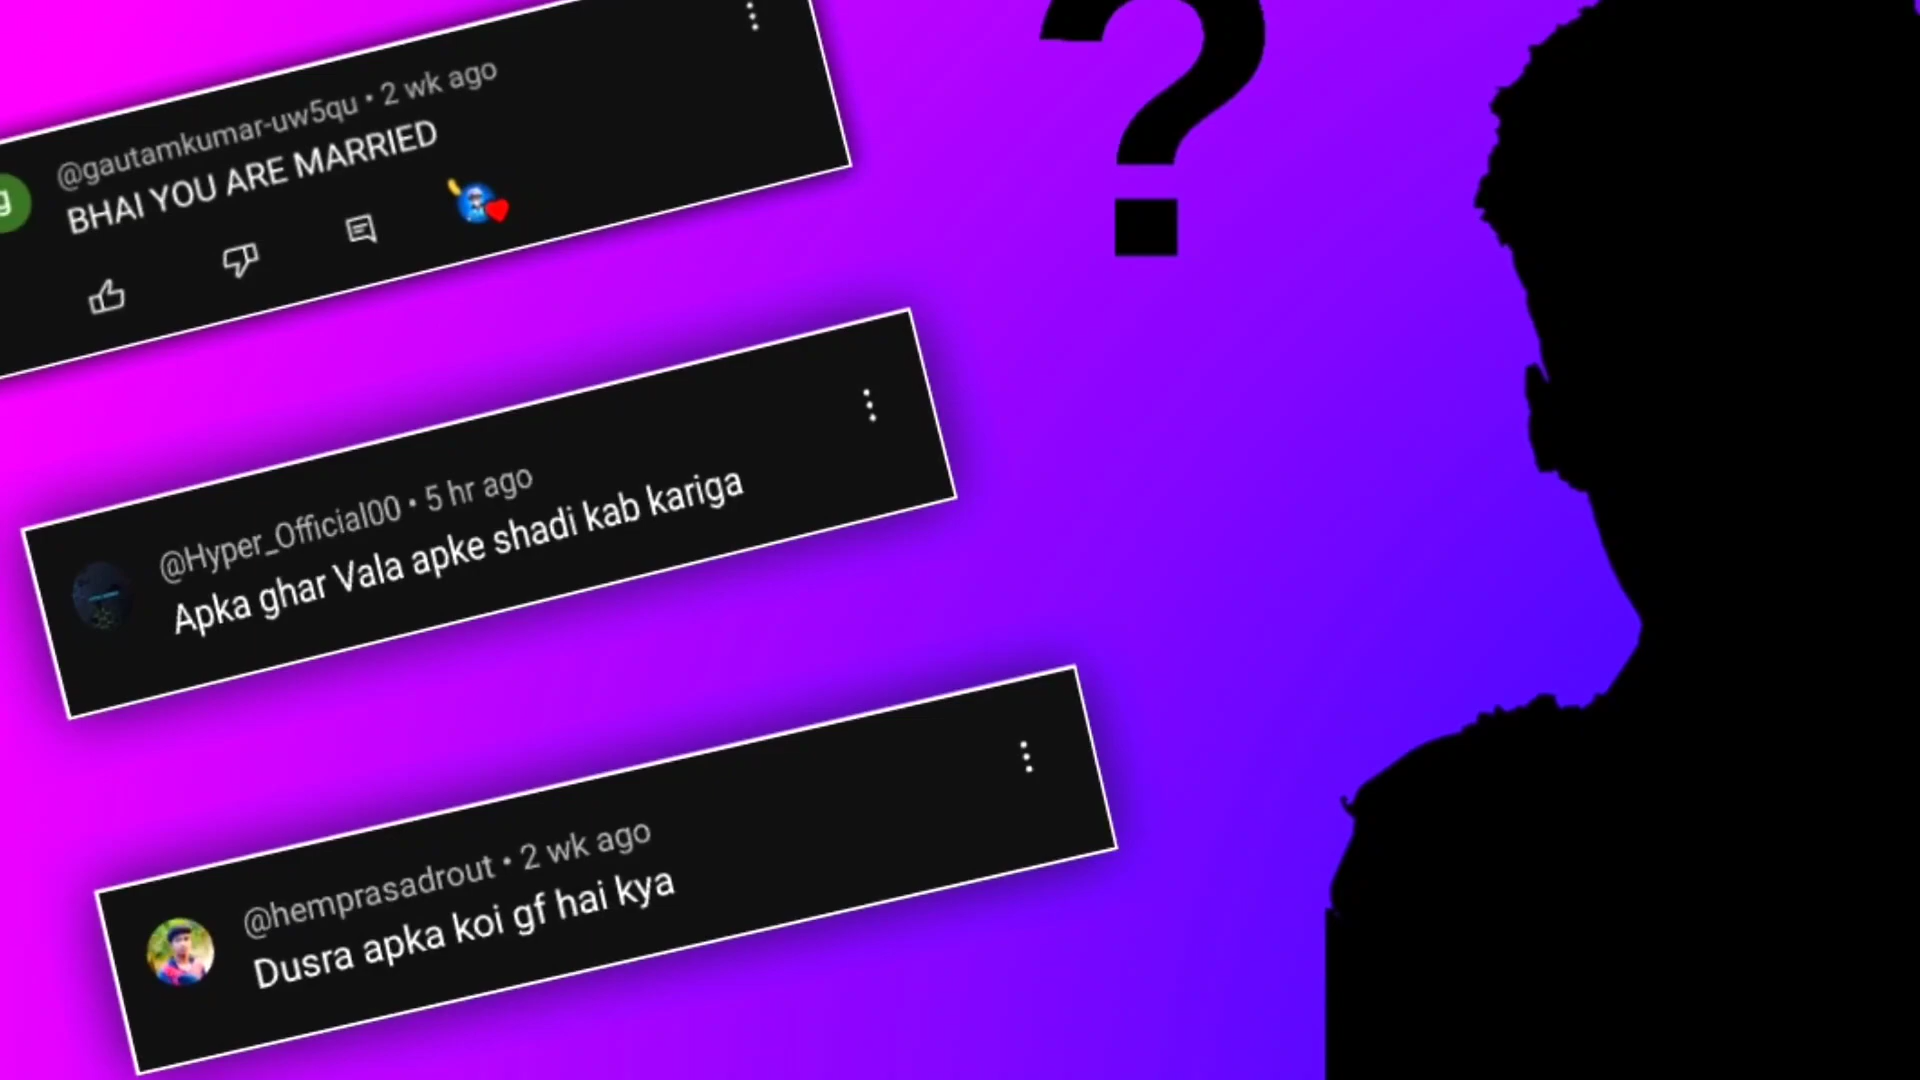 ?
@gautamkumar-uw5qu • 2 wk ago
g
BHAI YOU ARE MARRIED
@Hyper_Official00 • 5 hr ago
Apka ghar Vala apke shadi kab kariga
@hemprasadrout • 2 wk ago
Dusra apka koi gf hai kya